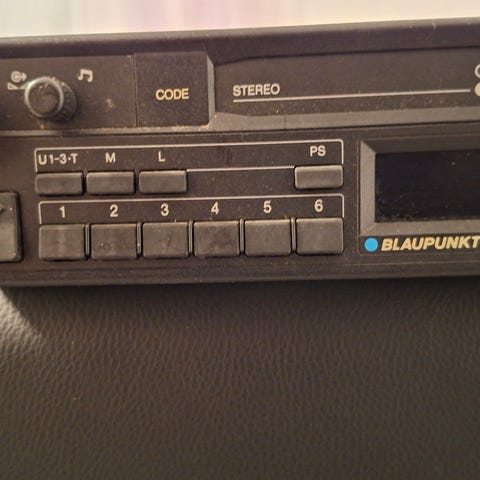 CODE
STEREO
U1-3·T M L PS
1 2 3 4 5 6
BLAUPUNKT